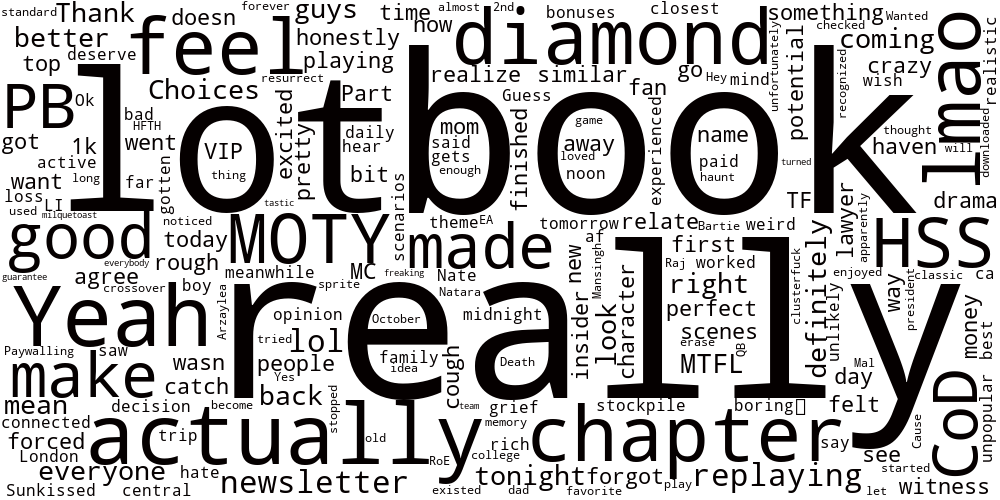 standard Thank doesn forever guys time almost 2nd bonuses closest something Wanted
better deserve feel honestly now diamond unfortunately checked coming lmao realistic
top Choices resurrect playing realize similar go Hey mind potential recognized crazy
PB Ok lot excited Part book Guess fan wish
bad HFTH VIP pretty daily mom finished game experienced name thought downloaded
got 1k went hear said away paid haven will
active thing gets loved haunt
want long far gotten bit enough noon turned TF lawyer drama
loss LI tastic scenarios
used milquetoast noticed theme EA tomorrow relate Bartie weird apparently
good today MOTY made af first definitely HSS
everybody rough meanwhile MC freaking Nate insider new Mansingh Raj worked clusterfuck enjoyed classic ca
guarantee agree crossover boy sprite Natara look character right Way president
Yeah Arzaylea really opinion October midnight perfect unlikely money
tried lol scenes
Paywalling saw erase QB best
make wasn people family idea cough Death MTFL Mal
catch Yes day unpopular
mean decision become back stopped team grief stockpile boring felt CoD
connected actually old memory chapter Cause
forced trip rich say see
London RoE college
everyone hate tonight forgot play replaying started witness
Sunkissed central newsletter existed dad favorite let